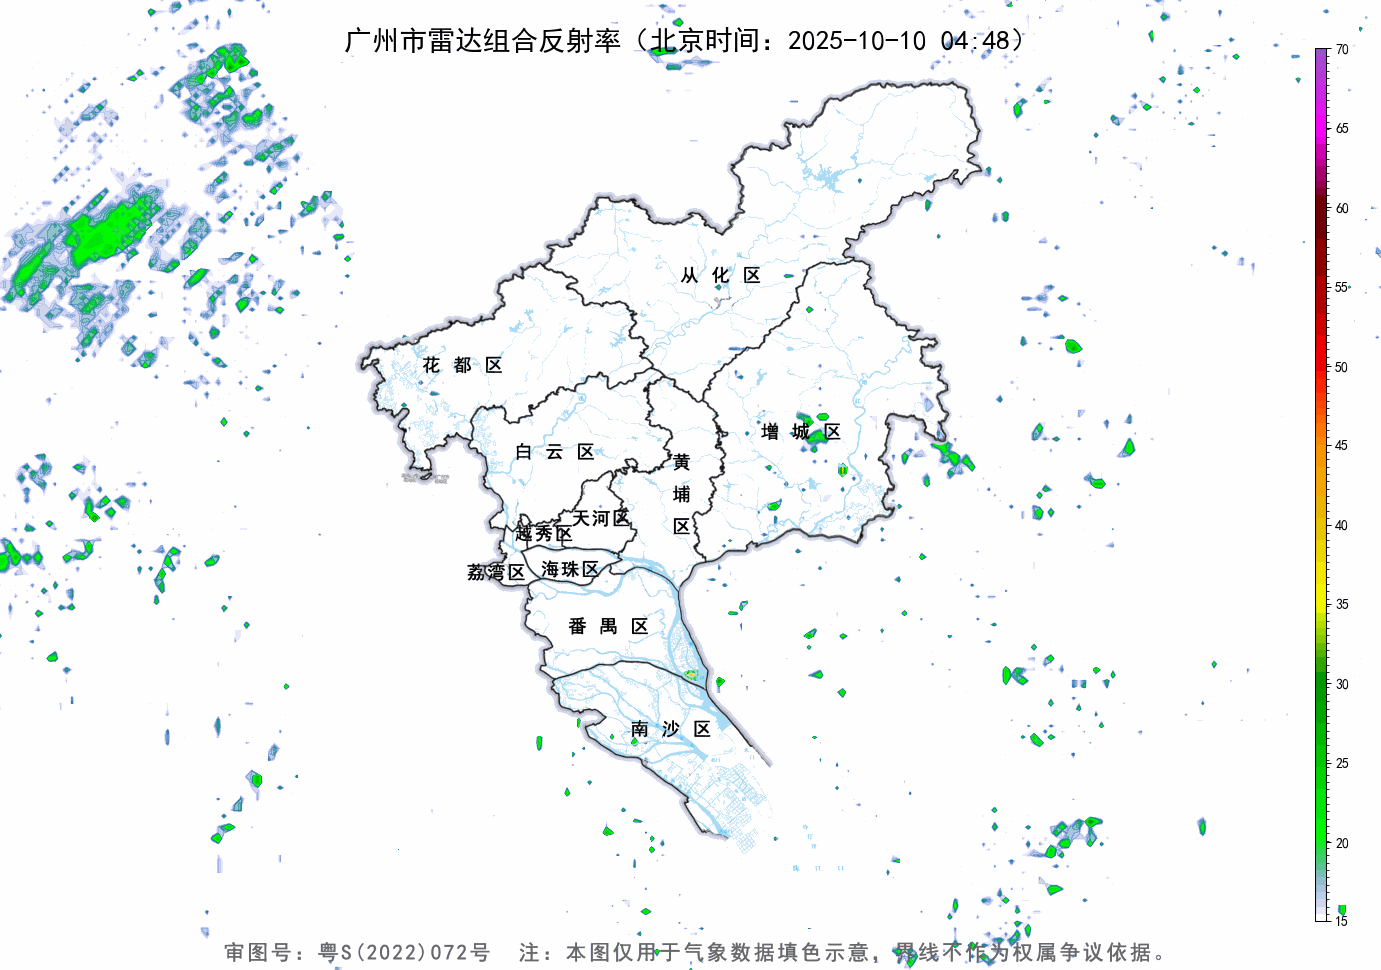 广州市雷达组合反射率（北京时间：2025-10-10 04:48）
70
65
60
55
50
45
40
35
30
25
20
15
从化区
花都区
增城区
白云区
黄埔区
天河区
越秀区
荔湾区
海珠区
番禺区
南沙区
审图号：粤S(2022)072号 注：本图仅用于气象数据填色示意，界线不作为权属争议依据。